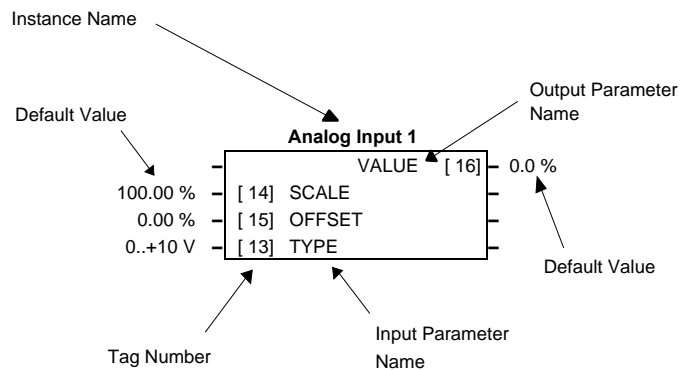 Instance Name
Output Parameter
Name
Default Value
Analog Input 1
VALUE [ 16] 0.0 %
100.00 % [ 14] SCALE
0.00 % [ 15] OFFSET
0..+10 V [ 13] TYPE
Default Value
Input Parameter
Name
Tag Number